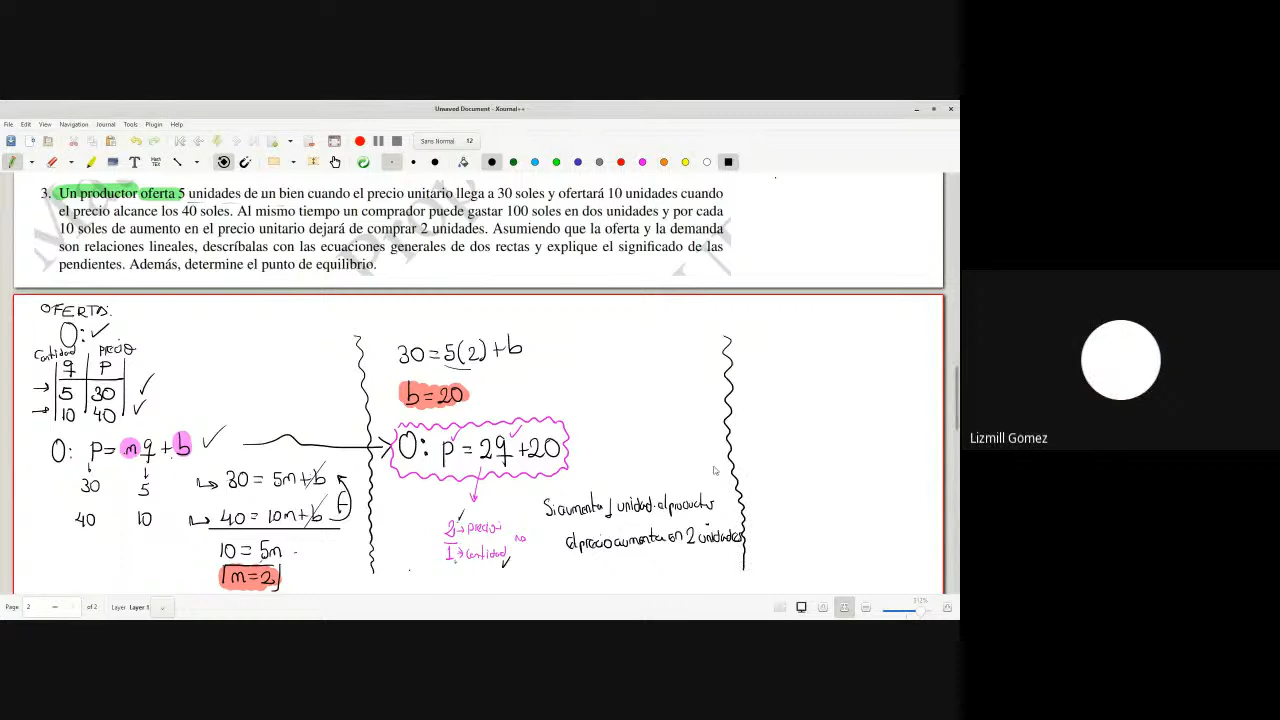 Unsaved Document - Xournal++
File Edit View Navigation Journal Tools Plugin Help
Sans Normal 12
3. Un productor oferta 5 unidades de un bien cuando el precio unitario llega a 30 soles y ofertará 10 unidades cuando
el precio alcance los 40 soles. Al mismo tiempo un comprador puede gastar 100 soles en dos unidades y por cada
10 soles de aumento en el precio unitario dejará de comprar 2 unidades. Asumiendo que la oferta y la demanda
son relaciones lineales, descríbalas con las ecuaciones generales de dos rectas y explique el significado de las
pendientes. Además, determine el punto de equilibrio.
OFERTA:
O: ✓
Cantidad Precio
q P
5 30
10 40
O: p = mq + b
30 5
40 10
30 = 5m + b
40 = 10m + b
10 = 5m
m = 2
30 = 5(2) + b
b = 20
O: p = 2q + 20
2 → precio
1 → cantidad
Si aumenta 1 unidad el productor
el precio aumenta en 2 unidades
Lizmill Gomez
Page 2 of 2 Layer Layer 1
312%